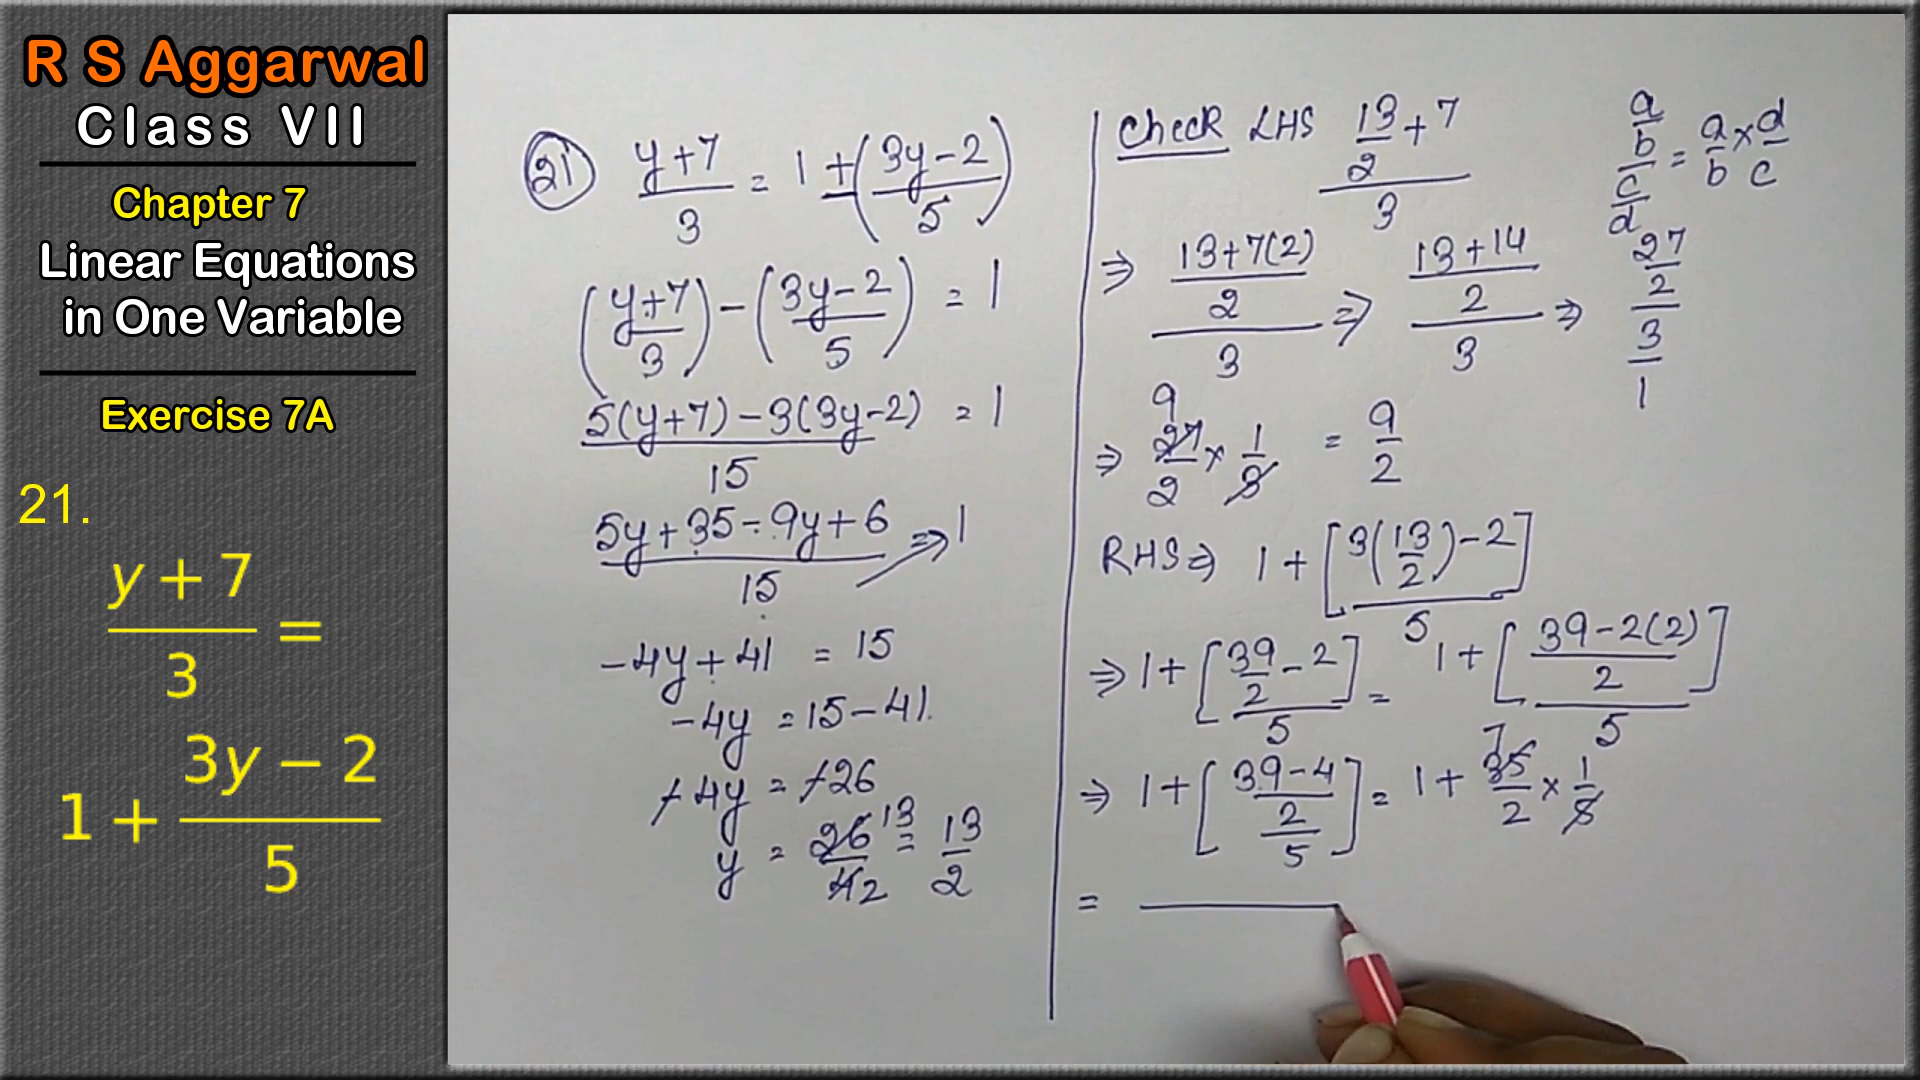 R S Aggarwal
Class VII
Chapter 7
Linear Equations
in One Variable
Exercise 7A
21.
y + 7
3
=
1 + 3y − 2
5
(21) y+7/3 = 1 + (3y−2/5)
(y+7/3) − (3y−2/5) = 1
5(y+7) − 3(3y−2)/15 = 1
5y+35−9y+6/15 ⇒ 1
−4y+41 = 15
−4y = 15−41
−4y = −26
y = 26/4 13/2 = 13/2
Check LHS 13/2 + 7/3
⇒ 13+7(2)/2/3 ⇒ 13+14/2/3 ⇒ 27/2/3/1
a/b/c/d = a/b × d/c
⇒ 9 27/2 × 1/3 = 9/2
RHS ⇒ 1 + [3(13/2)−2/5]
⇒ 1 + [39/2−2/5] = 1 + [39−2(2)/2/5]
⇒ 1 + [39−4/2/5] = 1 + 7 35/2 × 1/5
=